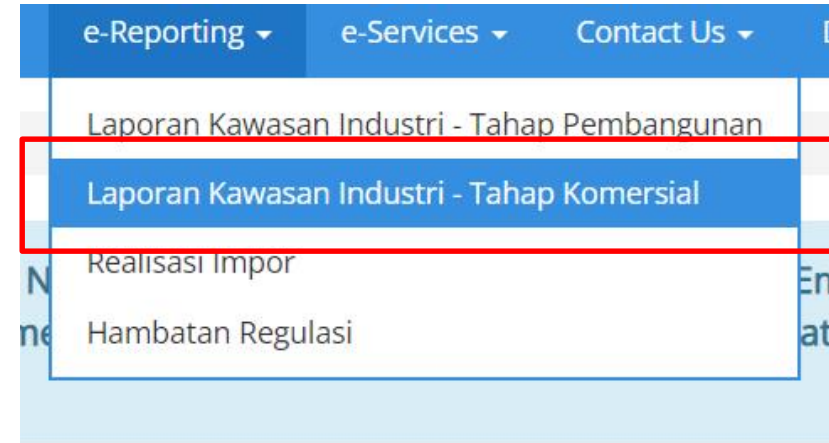 e-Reporting e-Services Contact Us
Laporan Kawasan Industri - Tahap Pembangunan
Laporan Kawasan Industri - Tahap Komersial
Realisasi Impor
Hambatan Regulasi